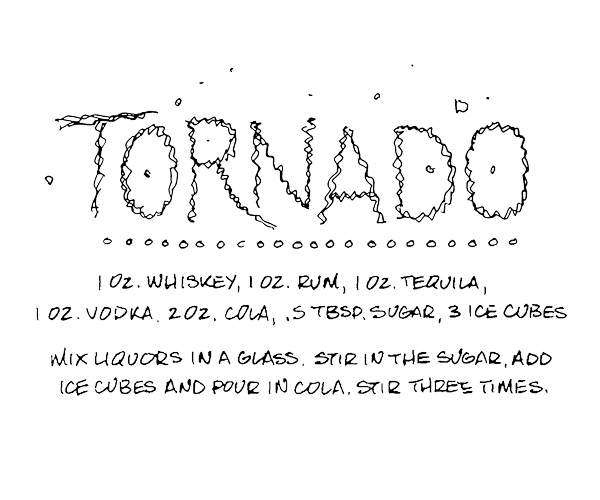 TORNADO
1 OZ. WHISKEY, 1 OZ. RUM, 1 OZ. TEQUILA,
1 OZ. VODKA. 2 OZ. COLA, .5 TBSP. SUGAR, 3 ICE CUBES
MIX LIQUORS IN A GLASS. STIR IN THE SUGAR, ADD
ICE CUBES AND POUR IN COLA. STIR THREE TIMES.